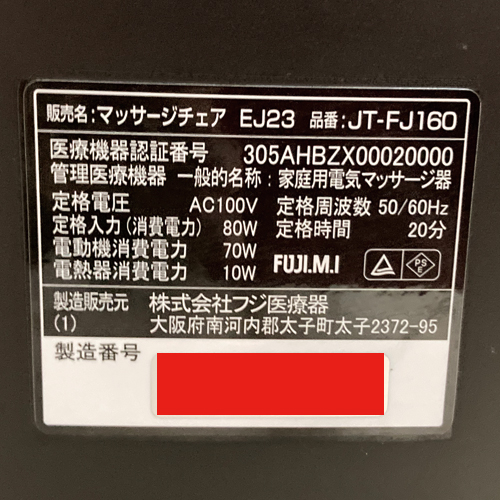 販売名:マッサージチェア EJ23 品番:JT-FJ160
医療機器認証番号 305AHBZX00020000
管理医療機器 一般的名称:家庭用電気マッサージ器
定格電圧 AC100V 定格周波数 50/60Hz
定格入力(消費電力) 80W 定格時間 20分
電動機消費電力 70W
電熱器消費電力 10W FUJI.M.I PSE
製造販売元 株式会社フジ医療器
(1) 大阪府南河内郡太子町太子2372-95
製造番号